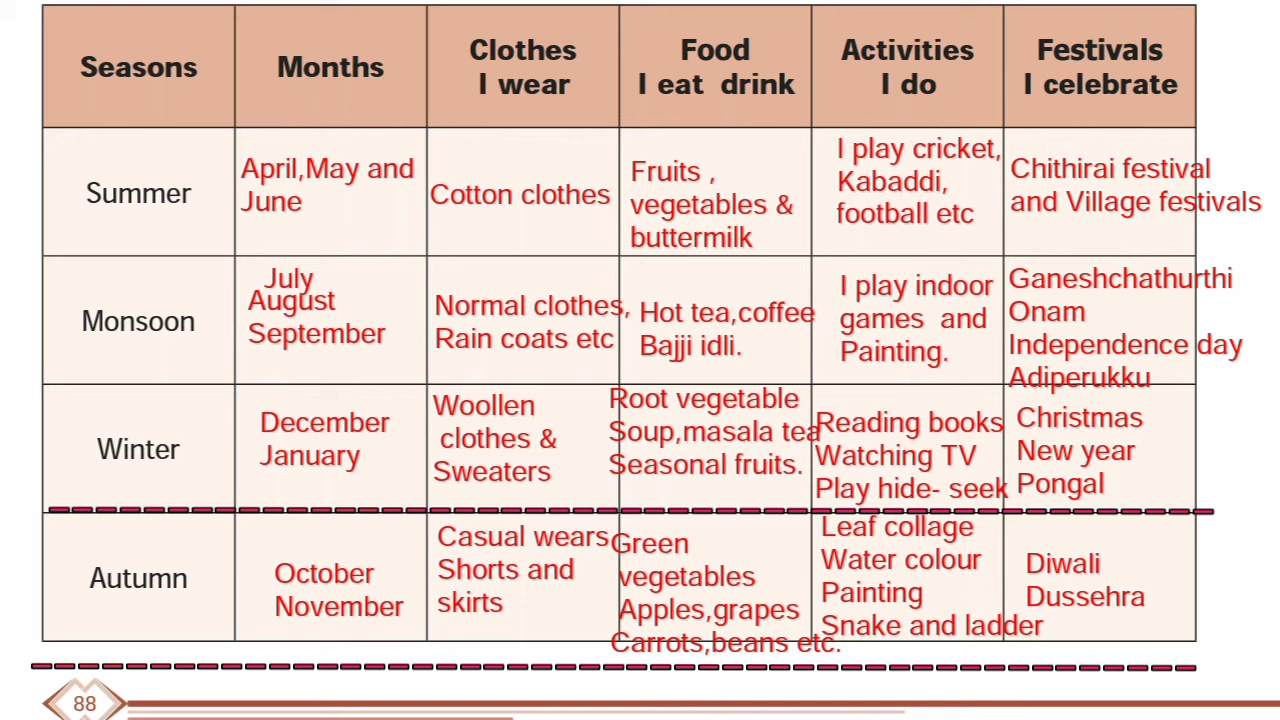 Seasons
Months
Clothes
I wear
Food
I eat drink
Activities
I do
Festivals
I celebrate
Summer
April,May and
June
Cotton clothes
Fruits ,
vegetables &
buttermilk
I play cricket,
Kabaddi,
football etc
Chithirai festival
and Village festivals
Monsoon
July
August
September
Normal clothes,
Rain coats etc
Hot tea,coffee
Bajji idli.
I play indoor
games and
Painting.
Ganeshchathurthi
Onam
Independence day
Adiperukku
Winter
December
January
Woollen
clothes &
Sweaters
Root vegetable
Soup,masala tea
Seasonal fruits.
Reading books
Watching TV
Play hide- seek
Christmas
New year
Pongal
Autumn
October
November
Casual wears
Shorts and
skirts
Green
vegetables
Apples,grapes
Carrots,beans etc.
Leaf collage
Water colour
Painting
Snake and ladder
Diwali
Dussehra
88